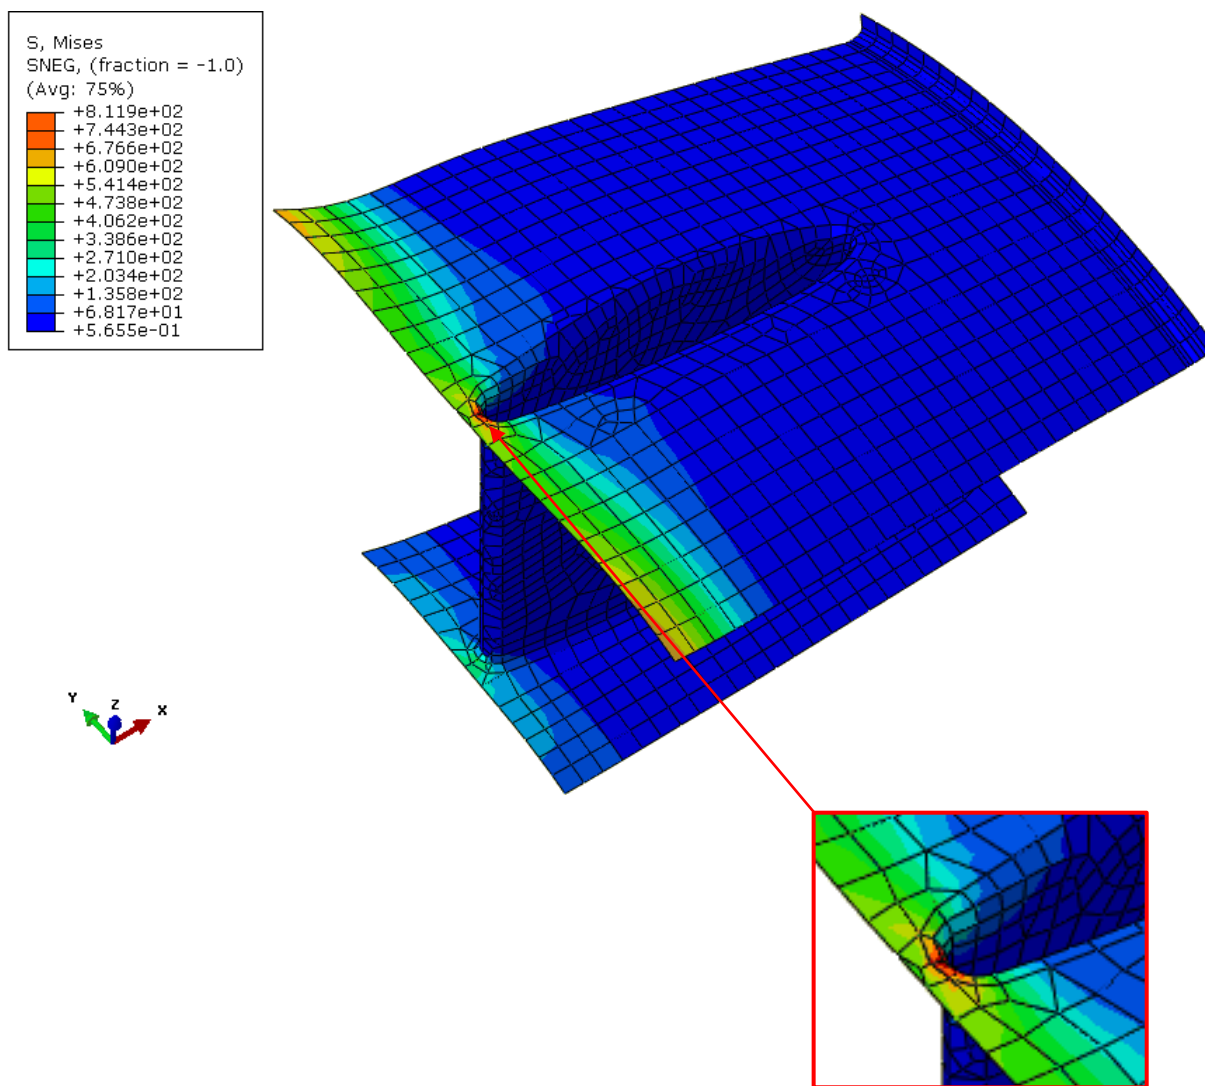 S, Mises
SNEG, (fraction = -1.0)
(Avg: 75%)
+8.119e+02
+7.443e+02
+6.766e+02
+6.090e+02
+5.414e+02
+4.738e+02
+4.062e+02
+3.386e+02
+2.710e+02
+2.034e+02
+1.358e+02
+6.817e+01
+5.655e-01
Y Z X